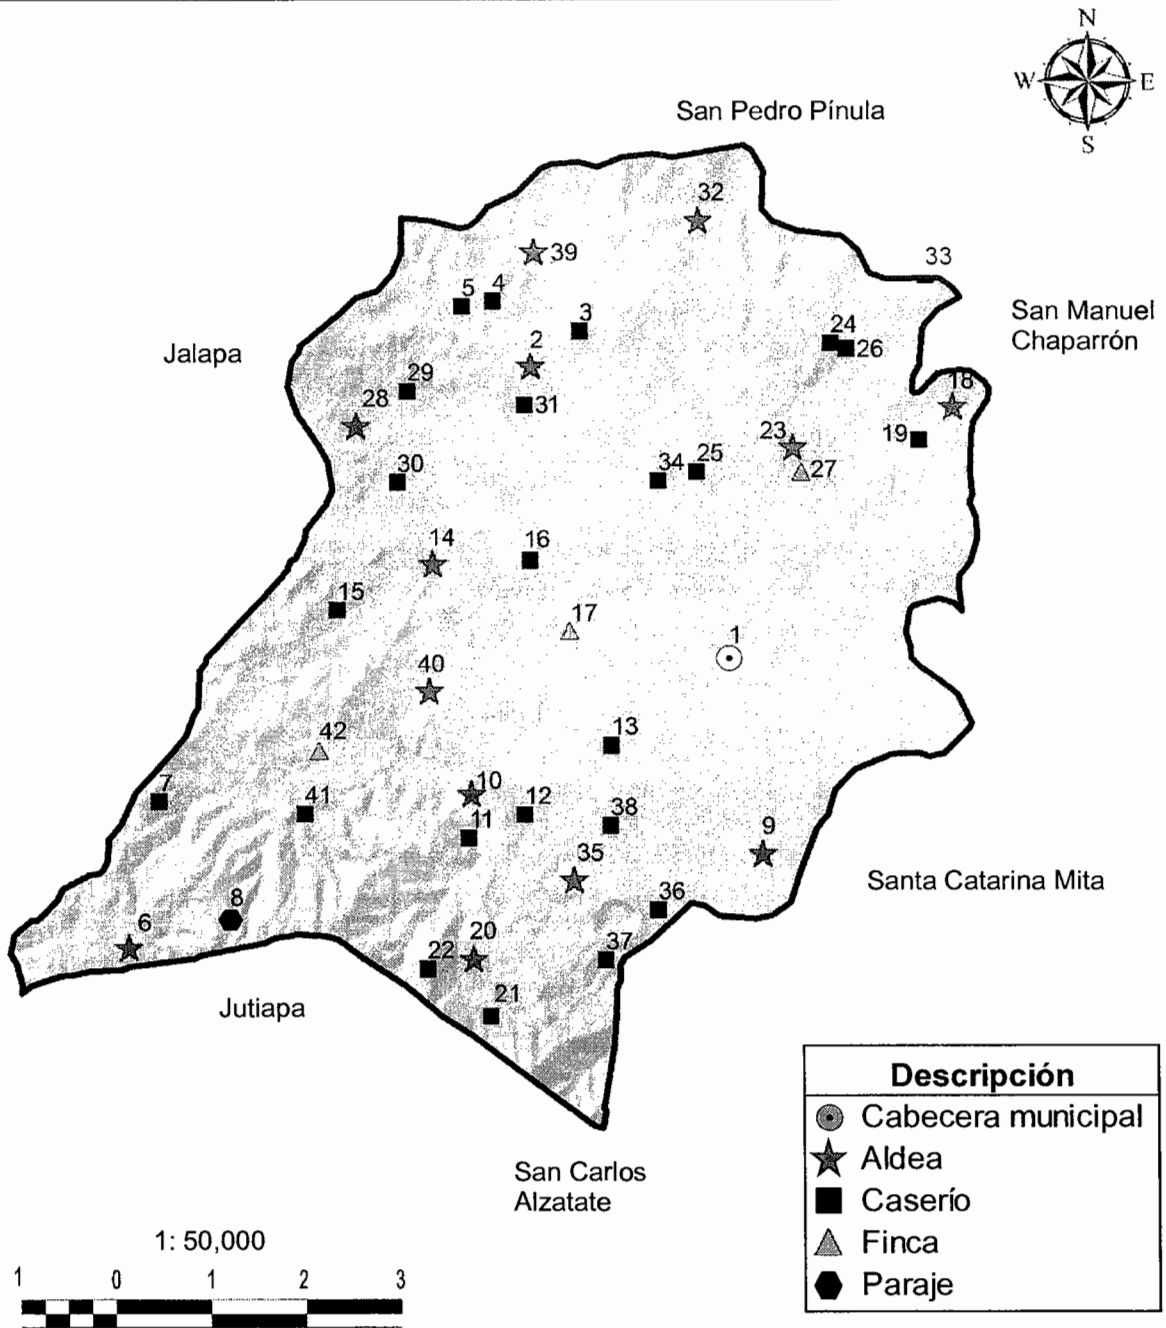 N
W E
S
San Pedro Pínula
32
39
33
5 4
3
San Manuel
Chaparrón
24
26
2
Jalapa
29
18
28
31
23
19
25
34
27
30
14
16
15
17
1
40
42
13
7
10
41
12
11
38
9
35
Santa Catarina Mita
8
36
6
20
22
37
21
Jutiapa
Descripción
Cabecera municipal
Aldea
Caserío
Finca
Paraje
San Carlos
Alzatate
1: 50,000
1 0 1 2 3